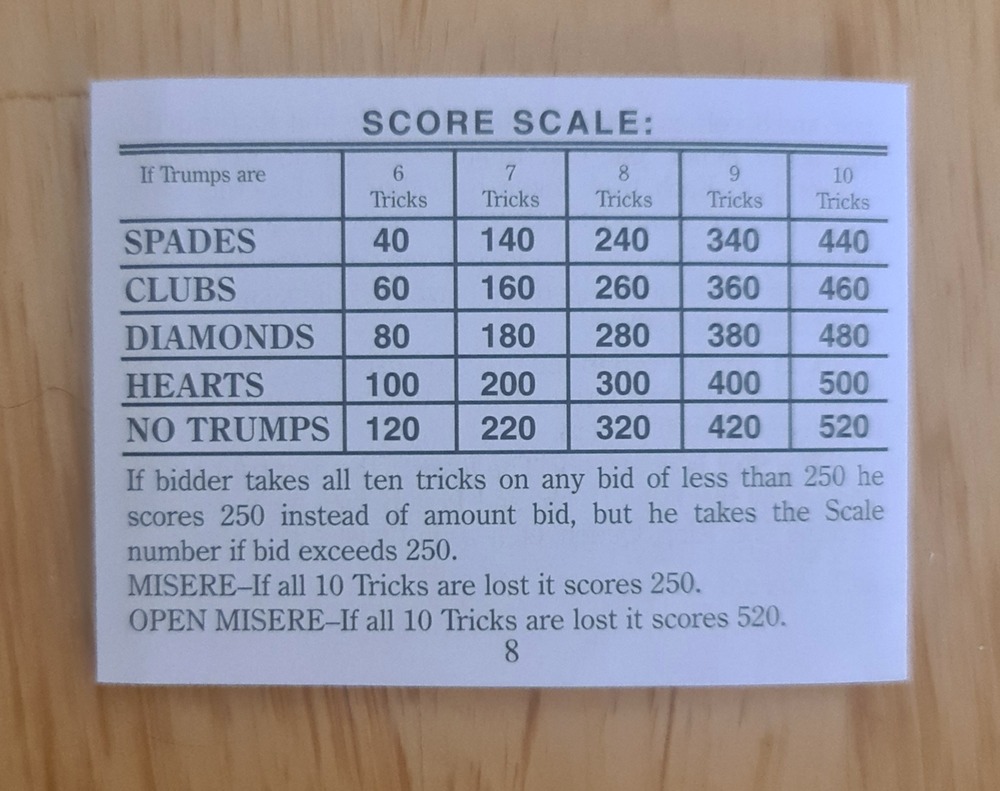 SCORE SCALE:
If Trumps are 6 Tricks 7 Tricks 8 Tricks 9 Tricks 10 Tricks
SPADES 40 140 240 340 440
CLUBS 60 160 260 360 460
DIAMONDS 80 180 280 380 480
HEARTS 100 200 300 400 500
NO TRUMPS 120 220 320 420 520
If bidder takes all ten tricks on any bid of less than 250 he
scores 250 instead of amount bid, but he takes the Scale
number if bid exceeds 250.
MISERE–If all 10 Tricks are lost it scores 250.
OPEN MISERE–If all 10 Tricks are lost it scores 520.
8